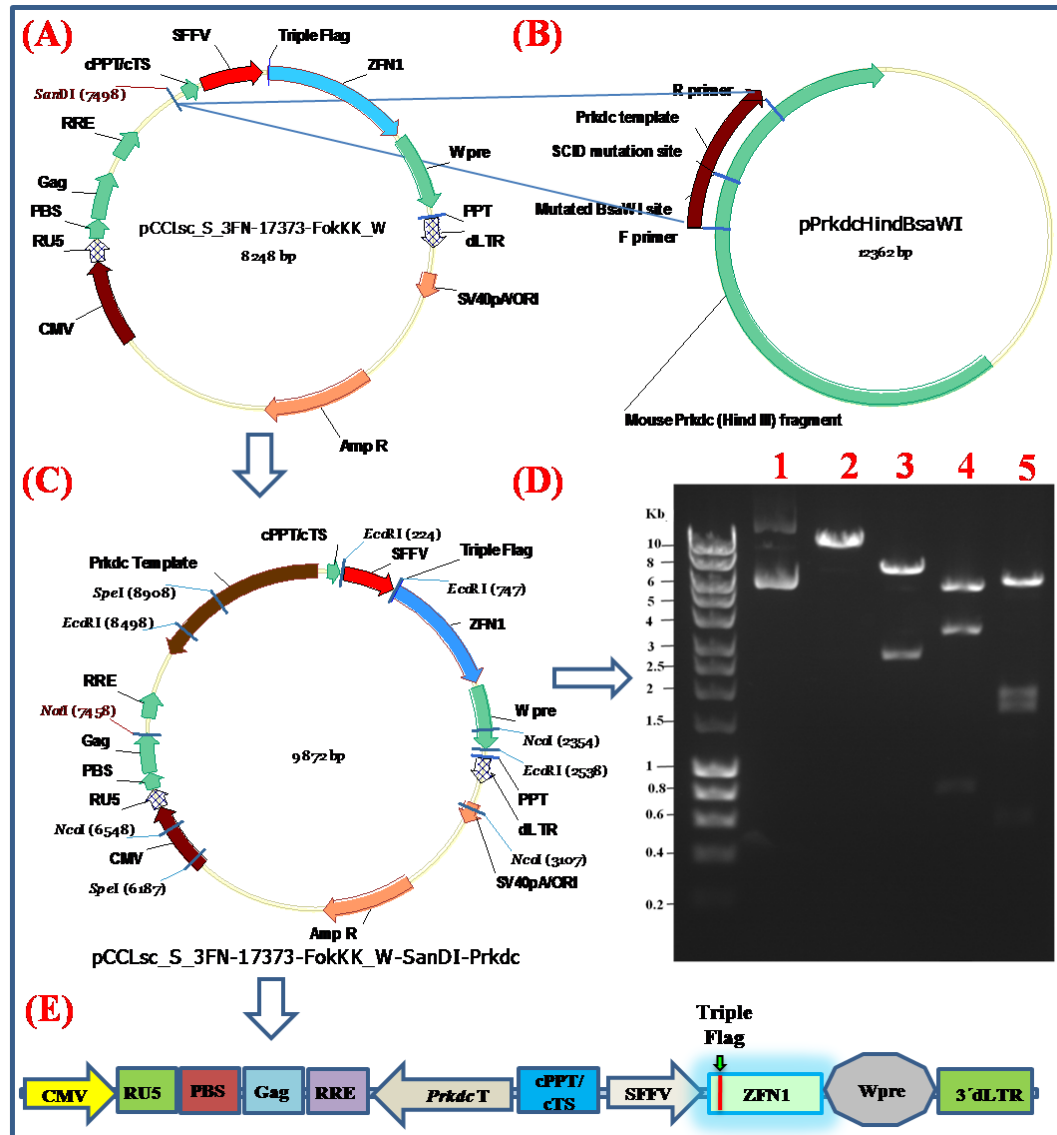 (A)
SFFV
Triple Flag
ZFN1
cPPT/cTS
SanDI (7498)
RRE
Gag
PBS
RU5
CMV
Wpre
PPT
dLTR
SV40pA/ORI
Amp R
pCCLsc_S_3FN-17373-FokKK_W
8248 bp
(B)
R primer
Prkdc template
SCID mutation site
Mutated BsaWI site
F primer
pPrkdcHindBsaWI
12362 bp
Mouse Prkdc (Hind III) fragment
(C)
cPPT/cTS
EcoRI (224)
SFFV
Triple Flag
EcoRI (747)
ZFN1
Prkdc Template
SpeI (8908)
EcoRI (8498)
RRE
NotI (7458)
Gag
PBS
RU5
NcoI (6548)
CMV
SpeI (6187)
9872 bp
Wpre
NcoI (2354)
EcoRI (2538)
PPT
dLTR
NcoI (3107)
SV40pA/ORI
Amp R
pCCLsc_S_3FN-17373-FokKK_W-SanDI-Prkdc
(D)
1 2 3 4 5
Kb
10
8
6
5
4
3
2.5
2
1.5
1
0.8
0.6
0.4
0.2
(E)
Triple
Flag
CMV RU5 PBS Gag RRE Prkdc T cPPT/ cTS SFFV ZFN1 Wpre 3´dLTR